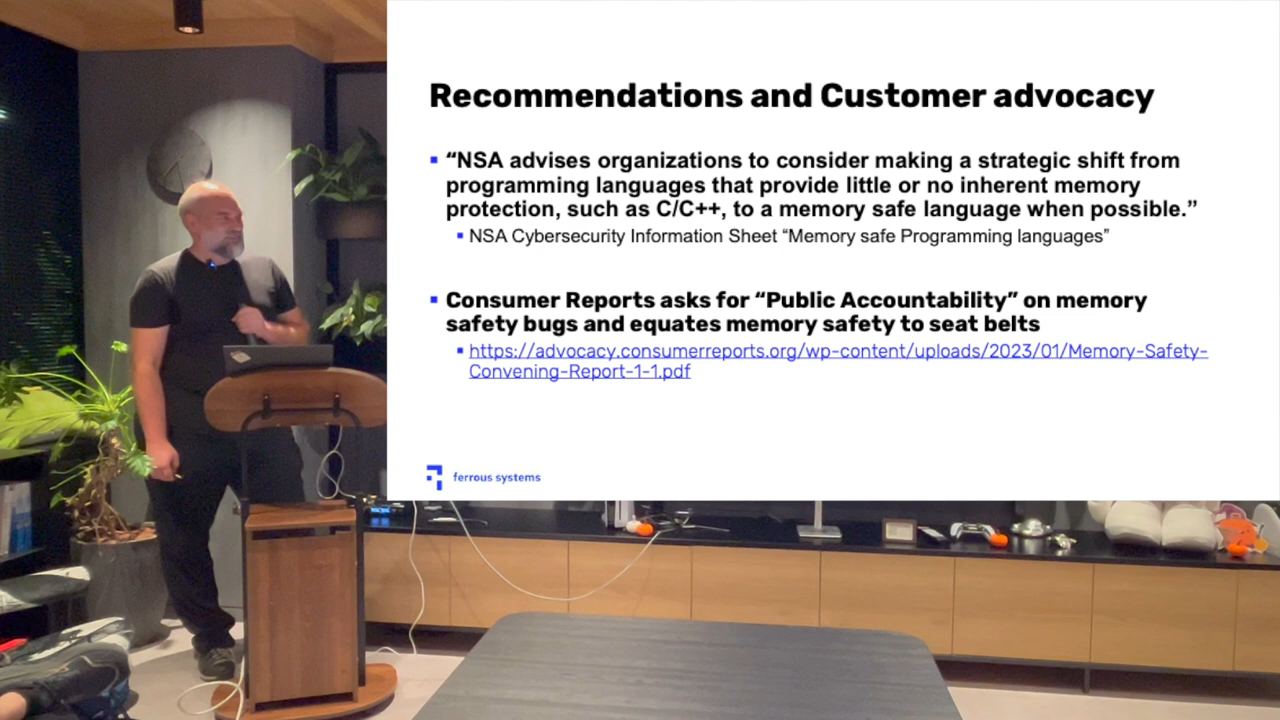 Recommendations and Customer advocacy
“NSA advises organizations to consider making a strategic shift from
programming languages that provide little or no inherent memory
protection, such as C/C++, to a memory safe language when possible.”
NSA Cybersecurity Information Sheet “Memory safe Programming languages”
Consumer Reports asks for “Public Accountability” on memory
safety bugs and equates memory safety to seat belts
https://advocacy.consumerreports.org/wp-content/uploads/2023/01/Memory-Safety-
Convening-Report-1-1.pdf
ferrous systems